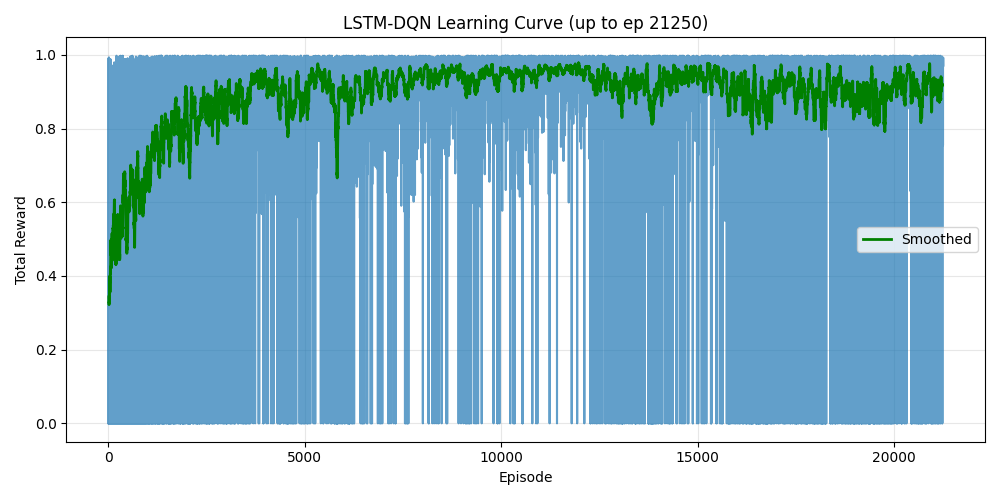 LSTM-DQN Learning Curve (up to ep 21250)
1.0
0.8
0.6
0.4
0.2
0.0
Total Reward
Smoothed
0 5000 10000 15000 20000
Episode